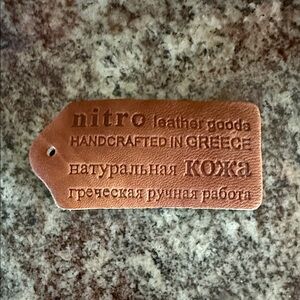 nitro leather goods
HANDCRAFTED IN GREECE
натуральная кожа
греческая ручная работа